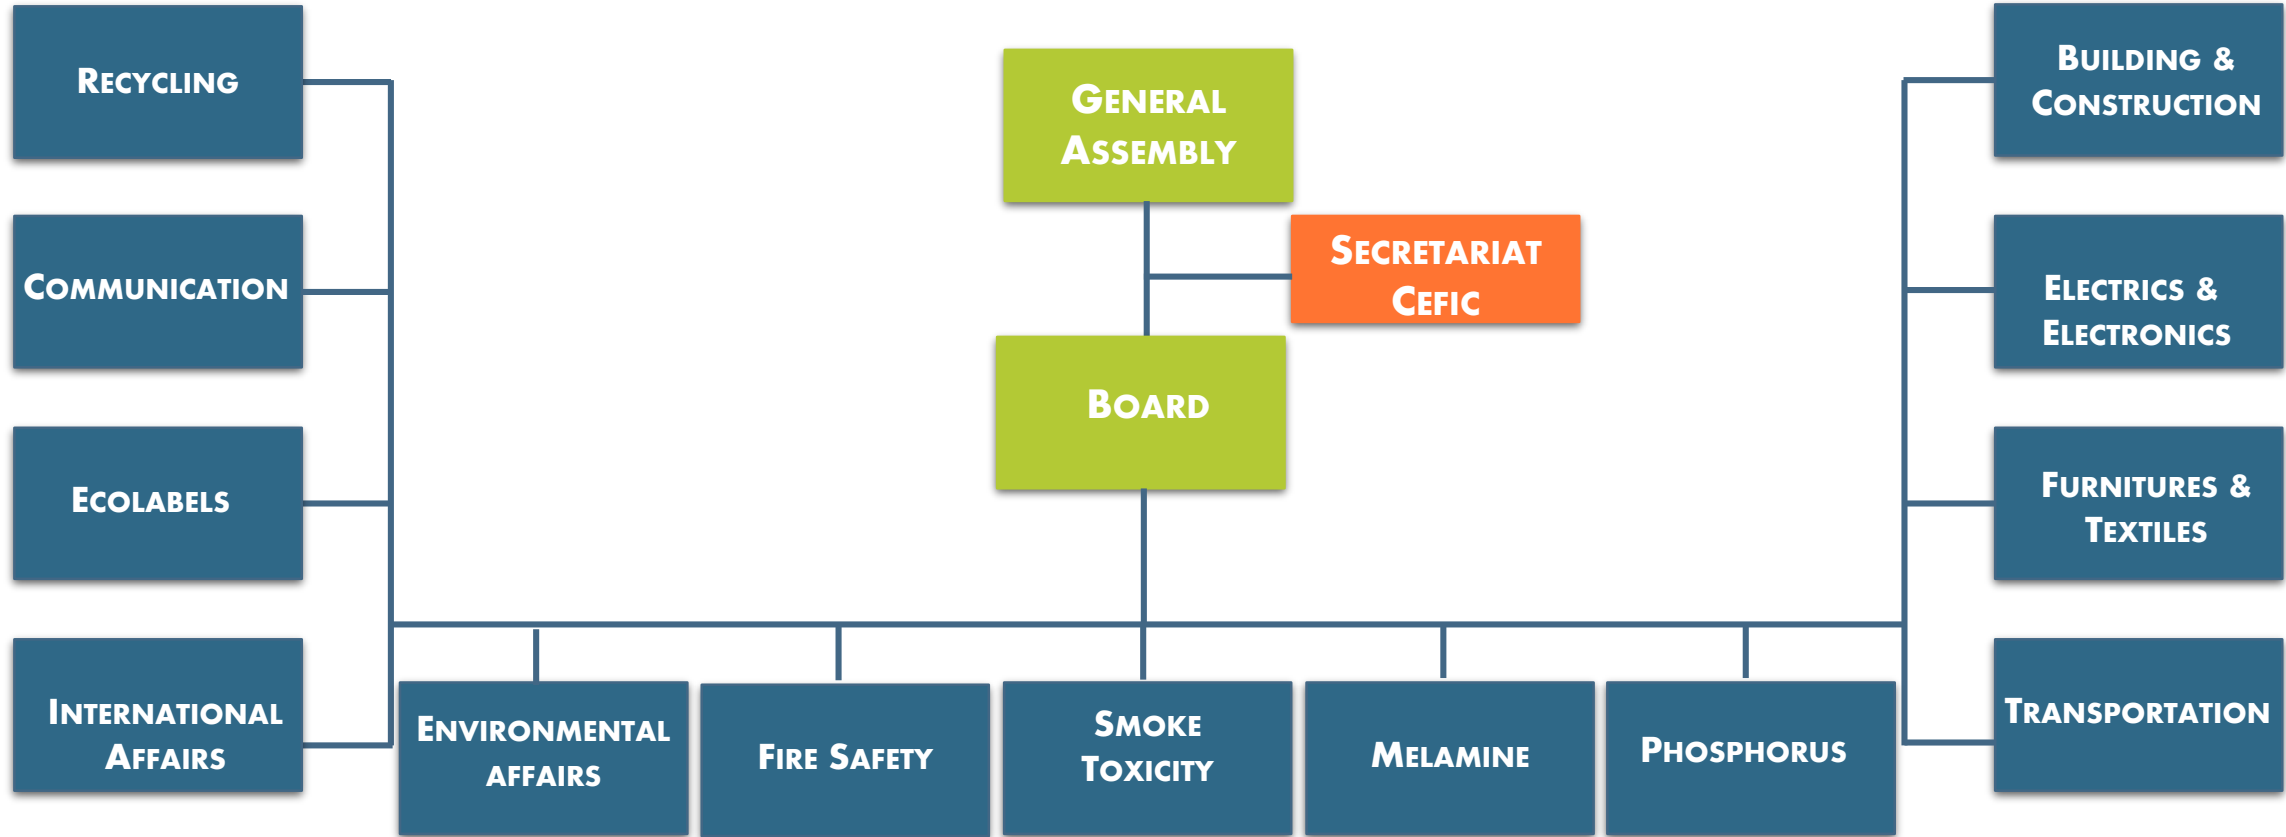 RECYCLING
COMMUNICATION
ECOLABELS
INTERNATIONAL
AFFAIRS
GENERAL
ASSEMBLY
SECRETARIAT
CEFIC
BOARD
ENVIRONMENTAL
AFFAIRS
FIRE SAFETY
SMOKE
TOXICITY
MELAMINE
PHOSPHORUS
BUILDING &
CONSTRUCTION
ELECTRICS &
ELECTRONICS
FURNITURES &
TEXTILES
TRANSPORTATION